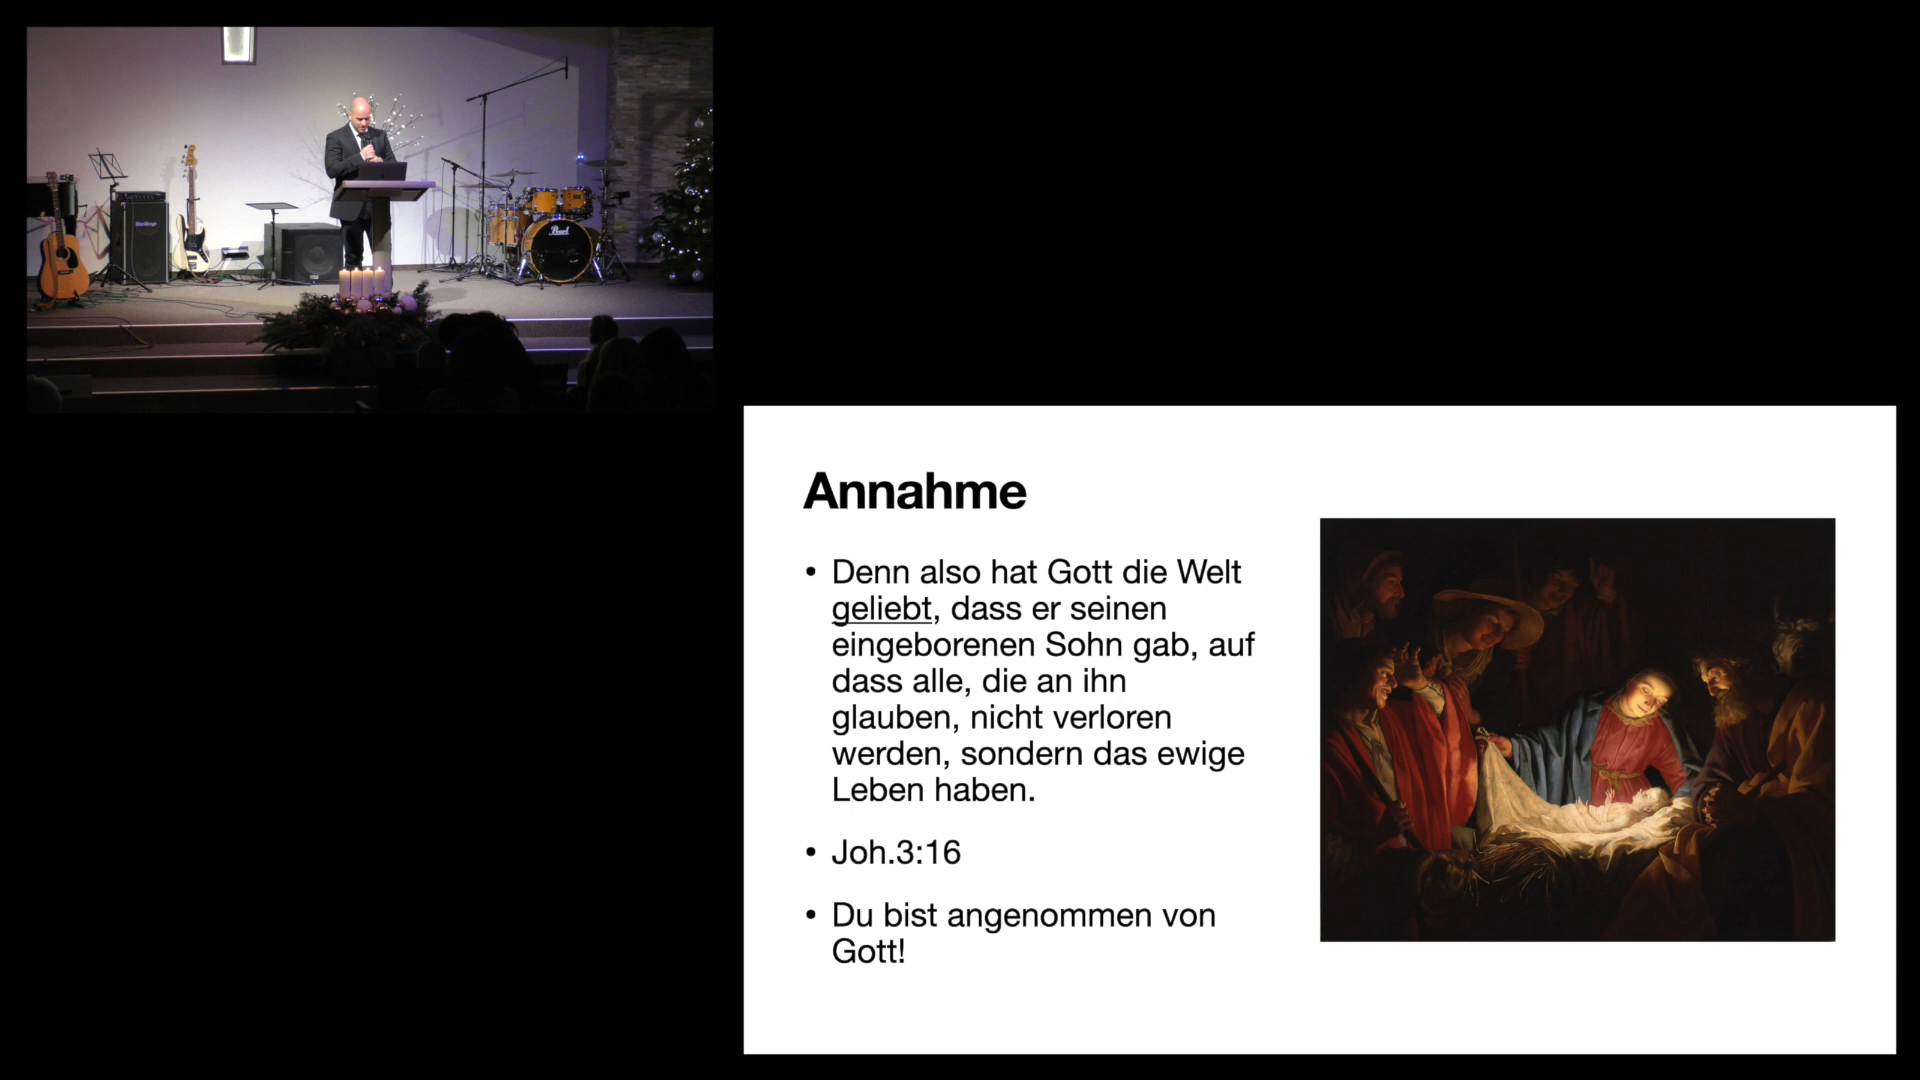 Pearl
Annahme
• Denn also hat Gott die Welt
geliebt, dass er seinen
eingeborenen Sohn gab, auf
dass alle, die an ihn
glauben, nicht verloren
werden, sondern das ewige
Leben haben.
• Joh.3:16
• Du bist angenommen von
Gott!